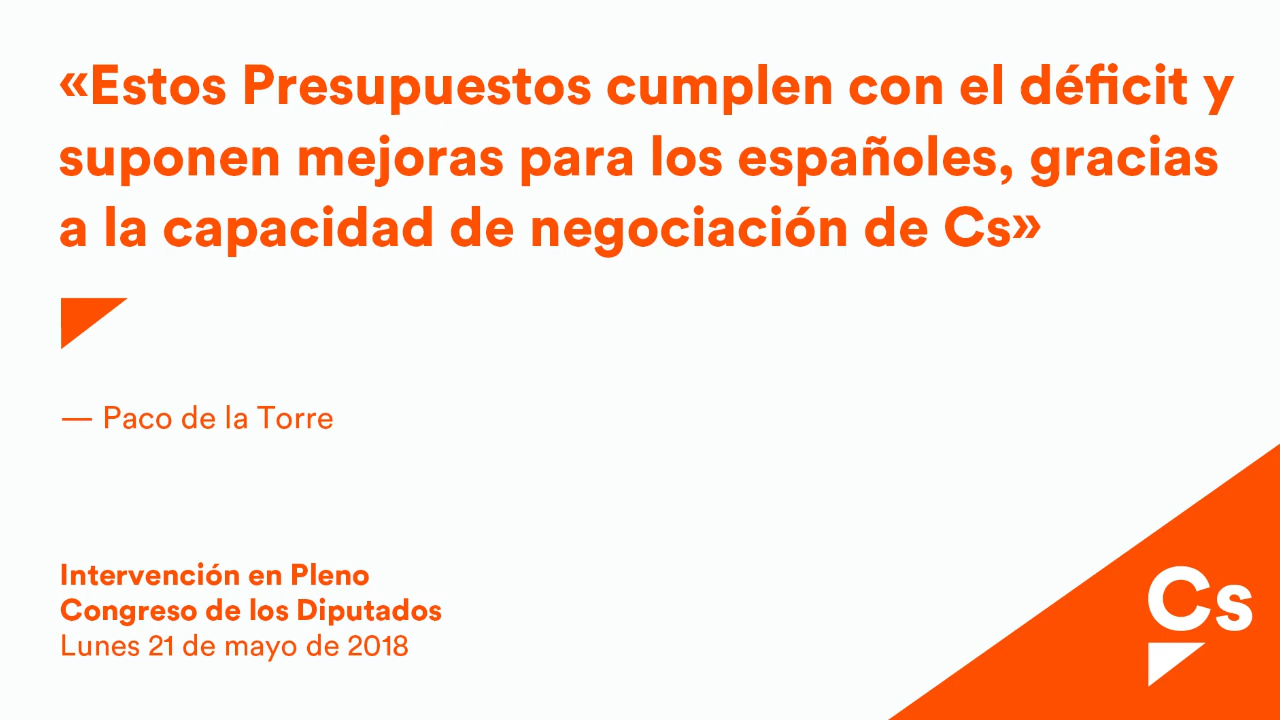 «Estos Presupuestos cumplen con el déficit y
suponen mejoras para los españoles, gracias
a la capacidad de negociación de Cs»
— Paco de la Torre
Intervención en Pleno
Congreso de los Diputados
Lunes 21 de mayo de 2018
Cs